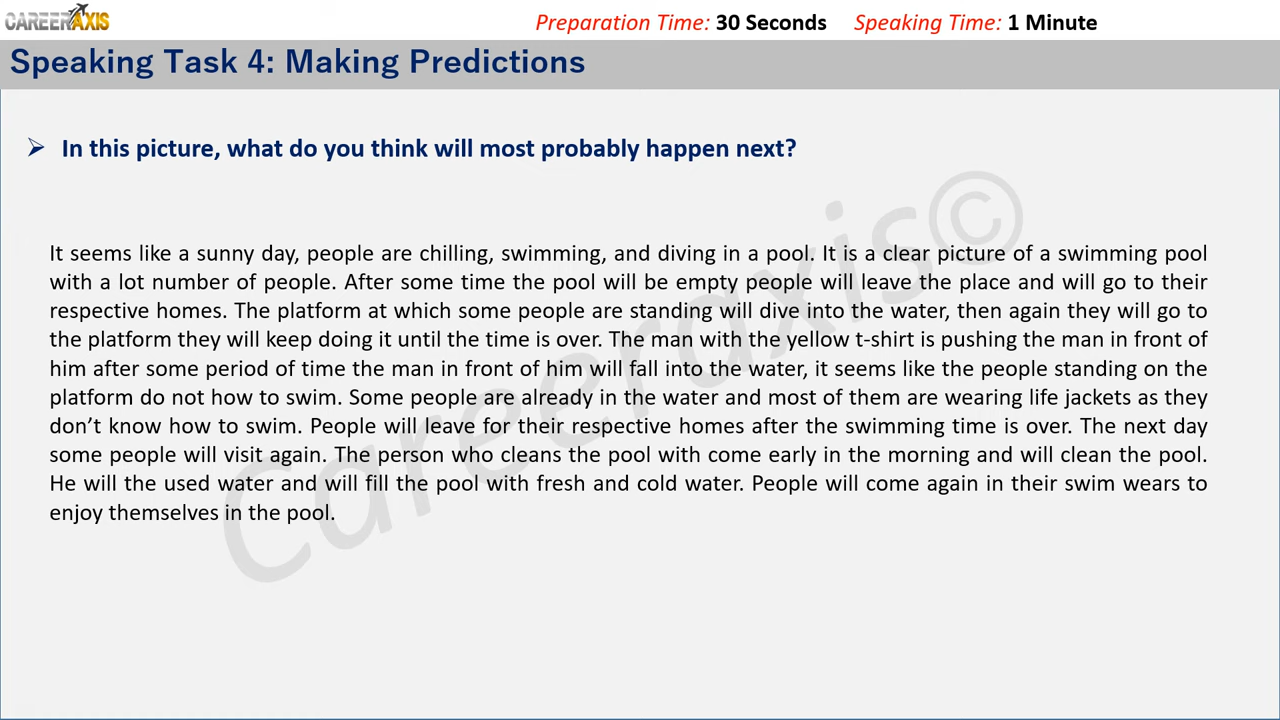 CAREERAXIS
Preparation Time: 30 Seconds Speaking Time: 1 Minute
Speaking Task 4: Making Predictions
In this picture, what do you think will most probably happen next?
It seems like a sunny day, people are chilling, swimming, and diving in a pool. It is a clear picture of a swimming pool
with a lot number of people. After some time the pool will be empty people will leave the place and will go to their
respective homes. The platform at which some people are standing will dive into the water, then again they will go to
the platform they will keep doing it until the time is over. The man with the yellow t-shirt is pushing the man in front of
him after some period of time the man in front of him will fall into the water, it seems like the people standing on the
platform do not how to swim. Some people are already in the water and most of them are wearing life jackets as they
don’t know how to swim. People will leave for their respective homes after the swimming time is over. The next day
some people will visit again. The person who cleans the pool with come early in the morning and will clean the pool.
He will the used water and will fill the pool with fresh and cold water. People will come again in their swim wears to
enjoy themselves in the pool.
Careeraxis©